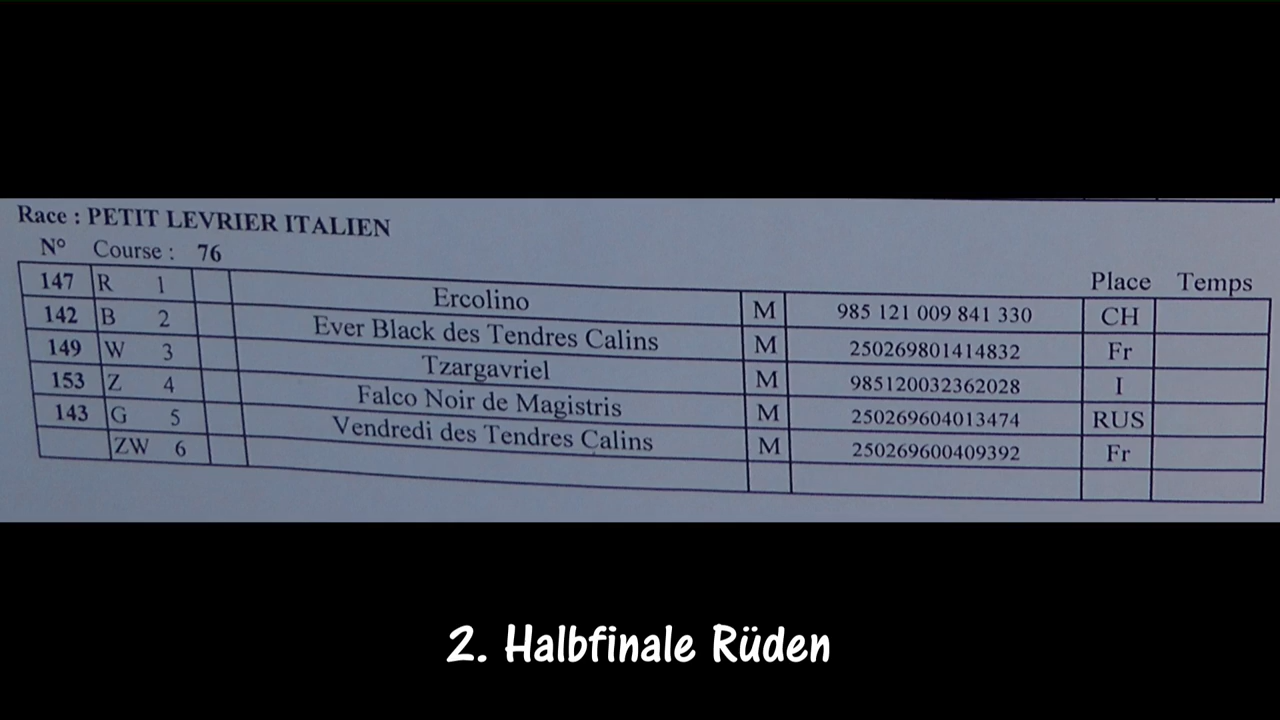 Race : PETIT LEVRIER ITALIEN
N° Course : 76 Place Temps
147 R 1 Ercolino M 985 121 009 841 330 CH
142 B 2 Ever Black des Tendres Calins M 250269801414832 Fr
149 W 3 Tzargavriel M 985120032362028 I
153 Z 4 Falco Noir de Magistris M 250269604013474 RUS
143 G 5 Vendredi des Tendres Calins M 250269600409392 Fr
ZW 6
2. Halbfinale Rüden